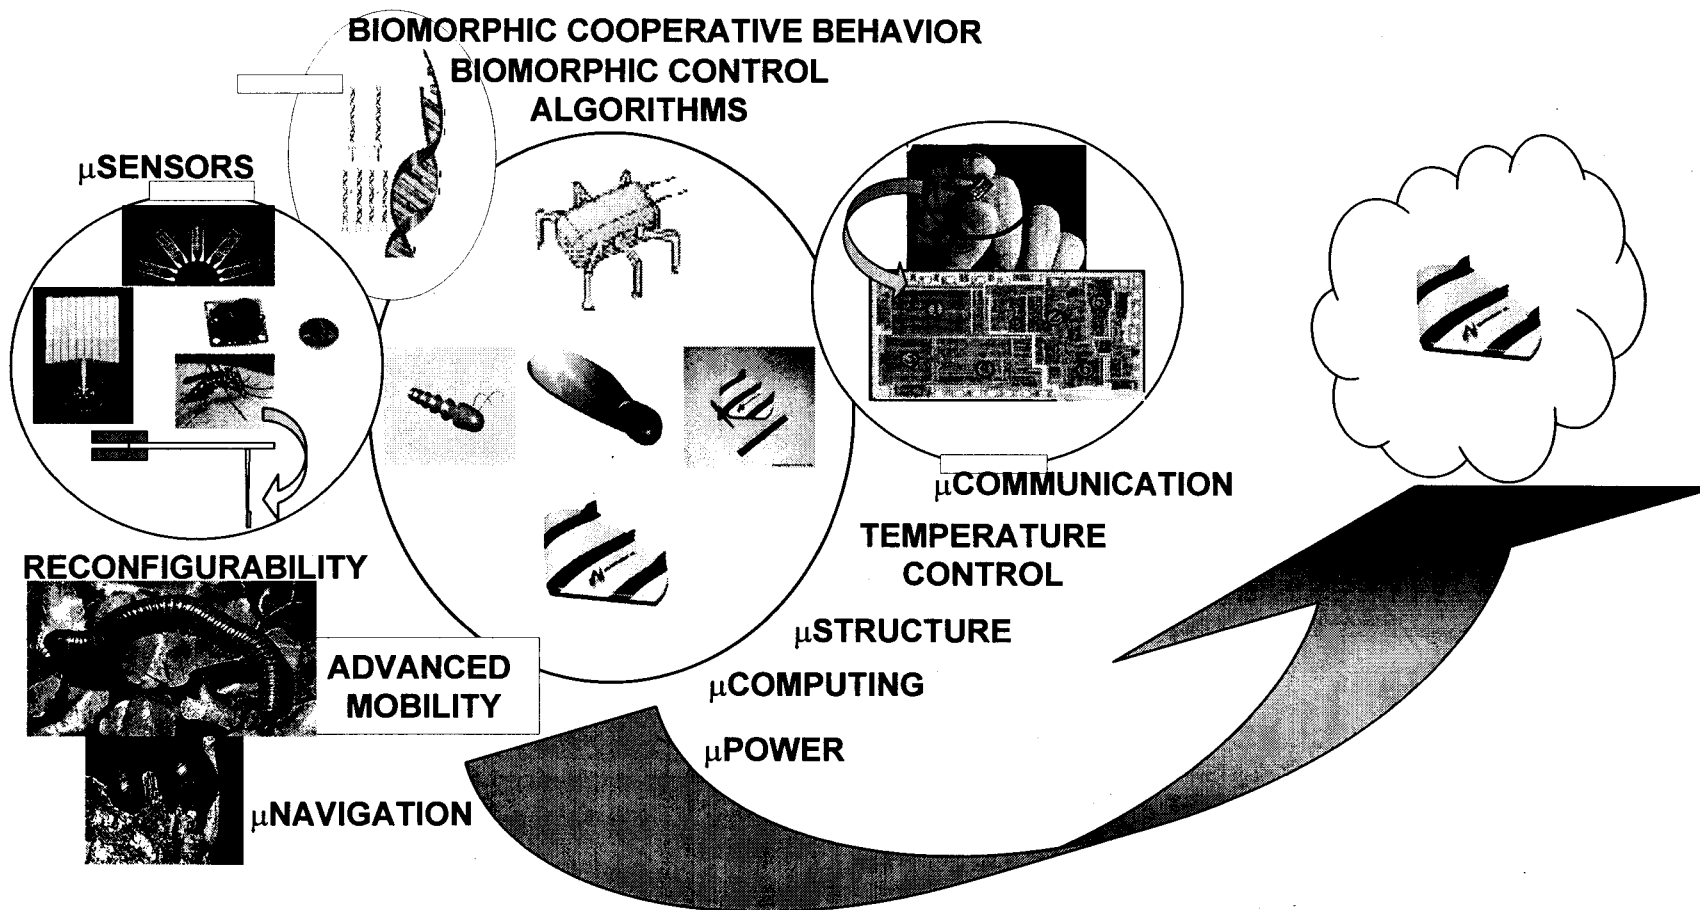 BIOMORPHIC COOPERATIVE BEHAVIOR
BIOMORPHIC CONTROL
ALGORITHMS
μSENSORS
μCOMMUNICATION
TEMPERATURE
CONTROL
RECONFIGURABILITY
μSTRUCTURE
ADVANCED
MOBILITY
μCOMPUTING
μPOWER
μNAVIGATION